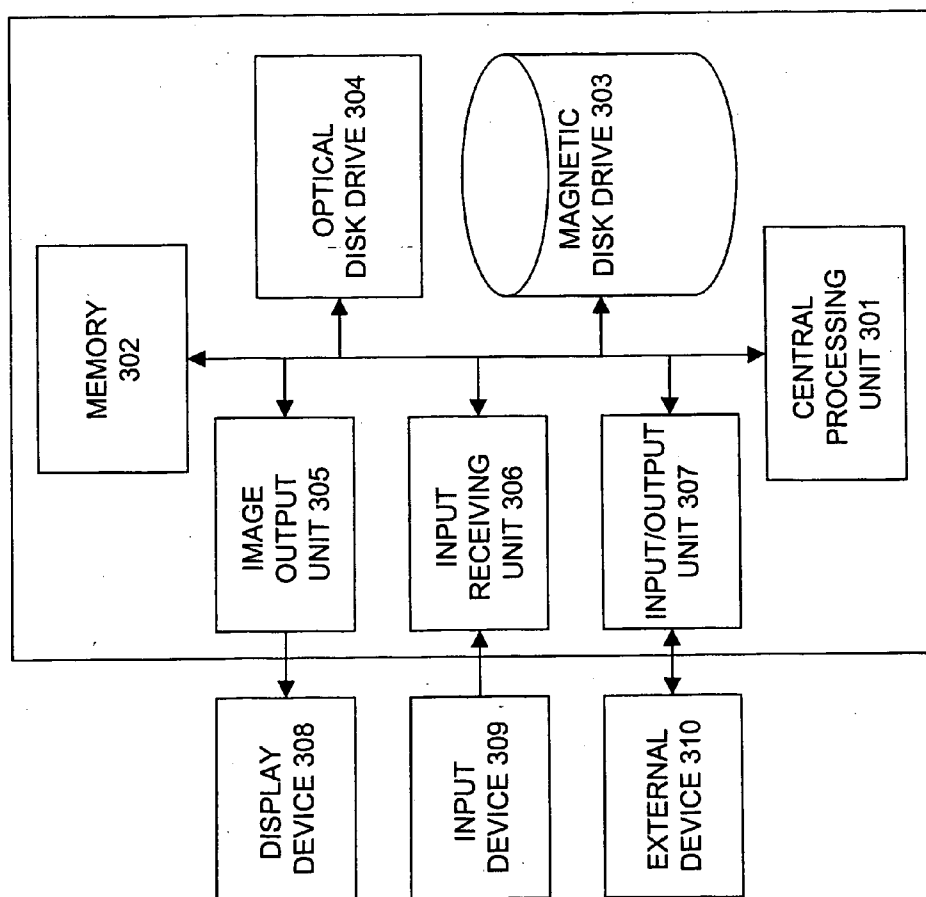 MEMORY
302
OPTICAL
DISK DRIVE 304
MAGNETIC
DISK DRIVE 303
CENTRAL
PROCESSING
UNIT 301
IMAGE
OUTPUT
UNIT 305
INPUT
RECEIVING
UNIT 306
INPUT/OUTPUT
UNIT 307
DISPLAY
DEVICE 308
INPUT
DEVICE 309
EXTERNAL
DEVICE 310